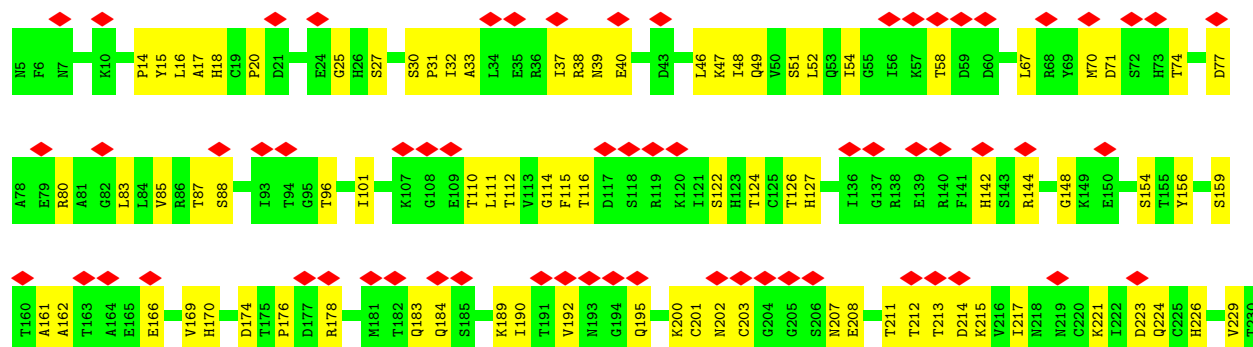 N5 F6 N7 K10 P14 Y15 L16 A17 H18 C19 P20 D21 E24 G25 H26 S27 S30 P31 I32 A33 L34 E35 R36 I37 R38 N39 E40 D43 L46 K47 I48 Q49 V50 S51 L52 Q53 I54 G55 I56 K57 T58 D59 D60 L67 R68 Y69 M70 D71 S72 H73 T74 D77
A78 E79 R80 A81 G82 L83 L84 V85 R86 T87 S88 I93 T94 G95 T96 I101 K107 G108 E109 T110 L111 T112 V113 G114 F115 T116 D117 S118 R119 K120 I121 S122 H123 T124 C125 T126 H127 I136 G137 R138 E139 R140 F141 H142 S143 R144 G148 K149 E150 S154 T155 Y156 S159
T160 A161 A162 T163 A164 E165 E166 V169 H170 D174 T175 P176 D177 R178 M181 T182 Q183 Q184 S185 K189 I190 T191 V192 N193 G194 Q195 K200 C201 N202 C203 G204 G205 S206 N207 E208 T211 T212 T213 D214 K215 V216 I217 N218 N219 C220 K221 I222 D223 Q224 C225 H226 V229 T230